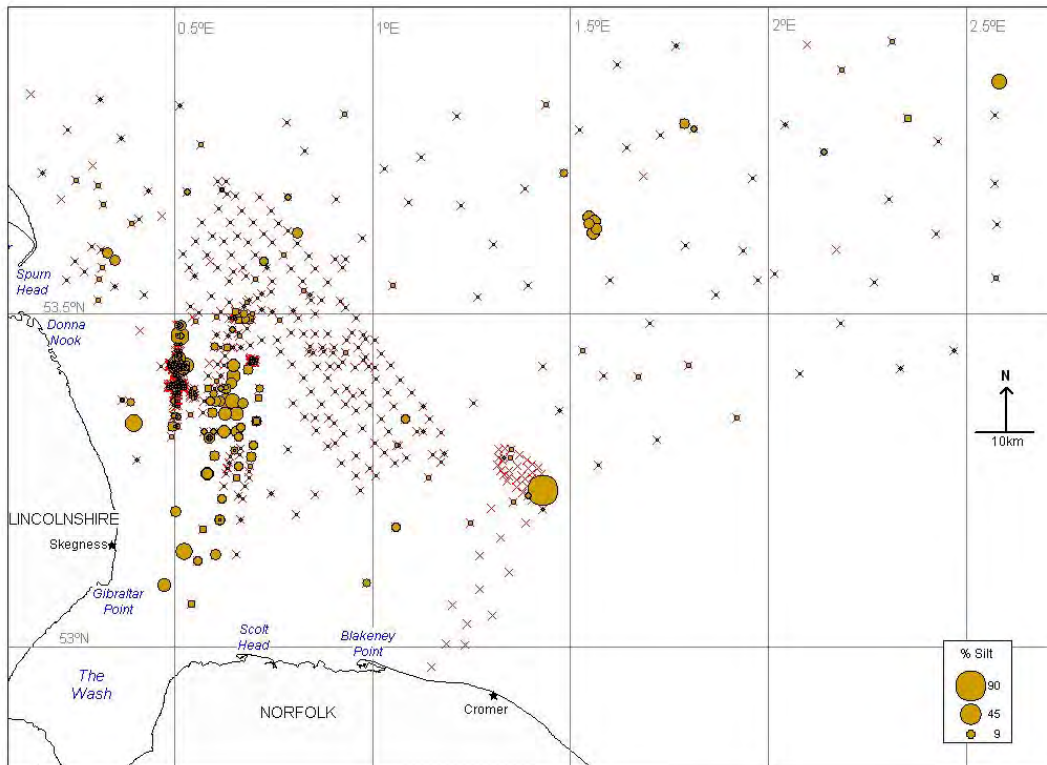 0.5ºE
1ºE
1.5ºE
2ºE
2.5ºE
Spurn
Head
53.5ºN
Donna
Nook
N
10km
LINCOLNSHIRE
Skegness
Gibraltar
Point
Scolt
Head
Blakeney
Point
53ºN
The
Wash
NORFOLK
Cromer
% Silt
90
45
9